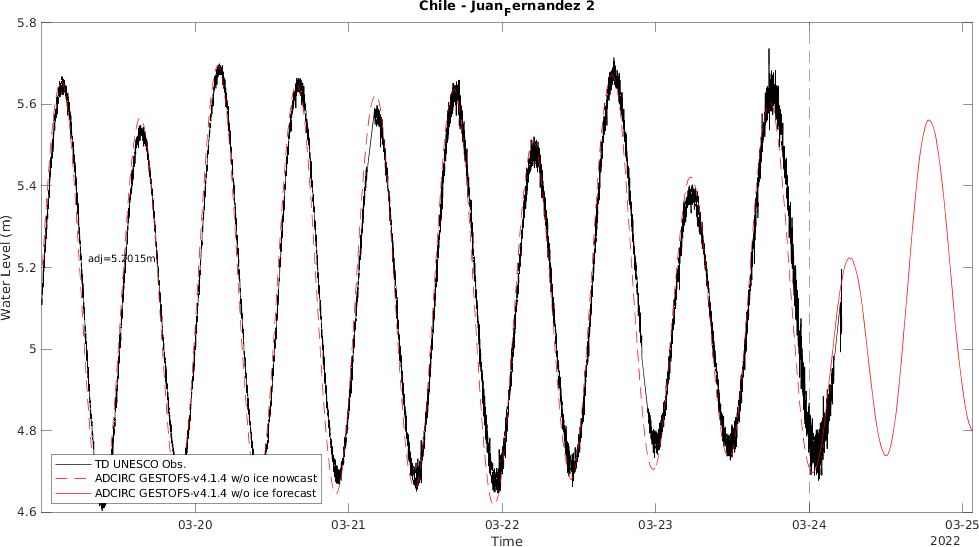 Chile - JuanFernandez 2
5.8
5.6
5.4
5.2
5
4.8
4.6
Water Level (m)
adj=5.2015m
TD UNESCO Obs.
ADCIRC GESTOFS-v4.1.4 w/o ice nowcast
ADCIRC GESTOFS-v4.1.4 w/o ice forecast
03-20
03-21
03-22
03-23
03-24
03-25
Time
2022